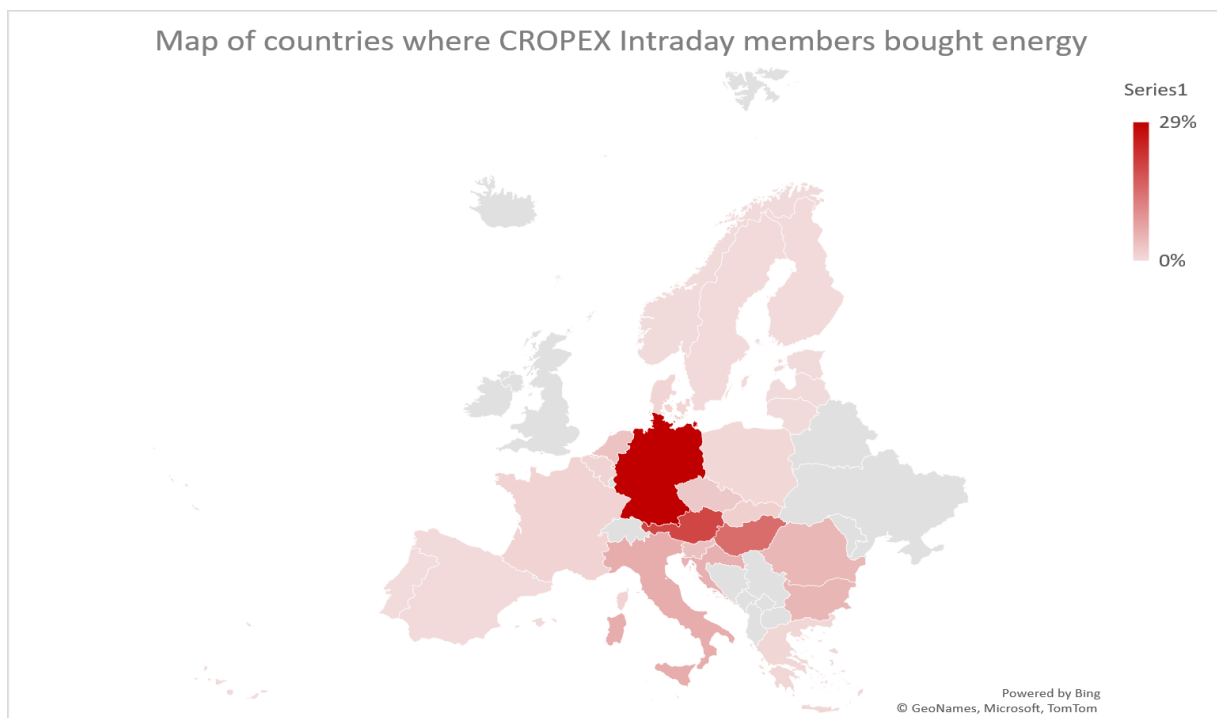 Map of countries where CROPEX Intraday members bought energy
Series1
29%
0%
Powered by Bing
© GeoNames, Microsoft, TomTom